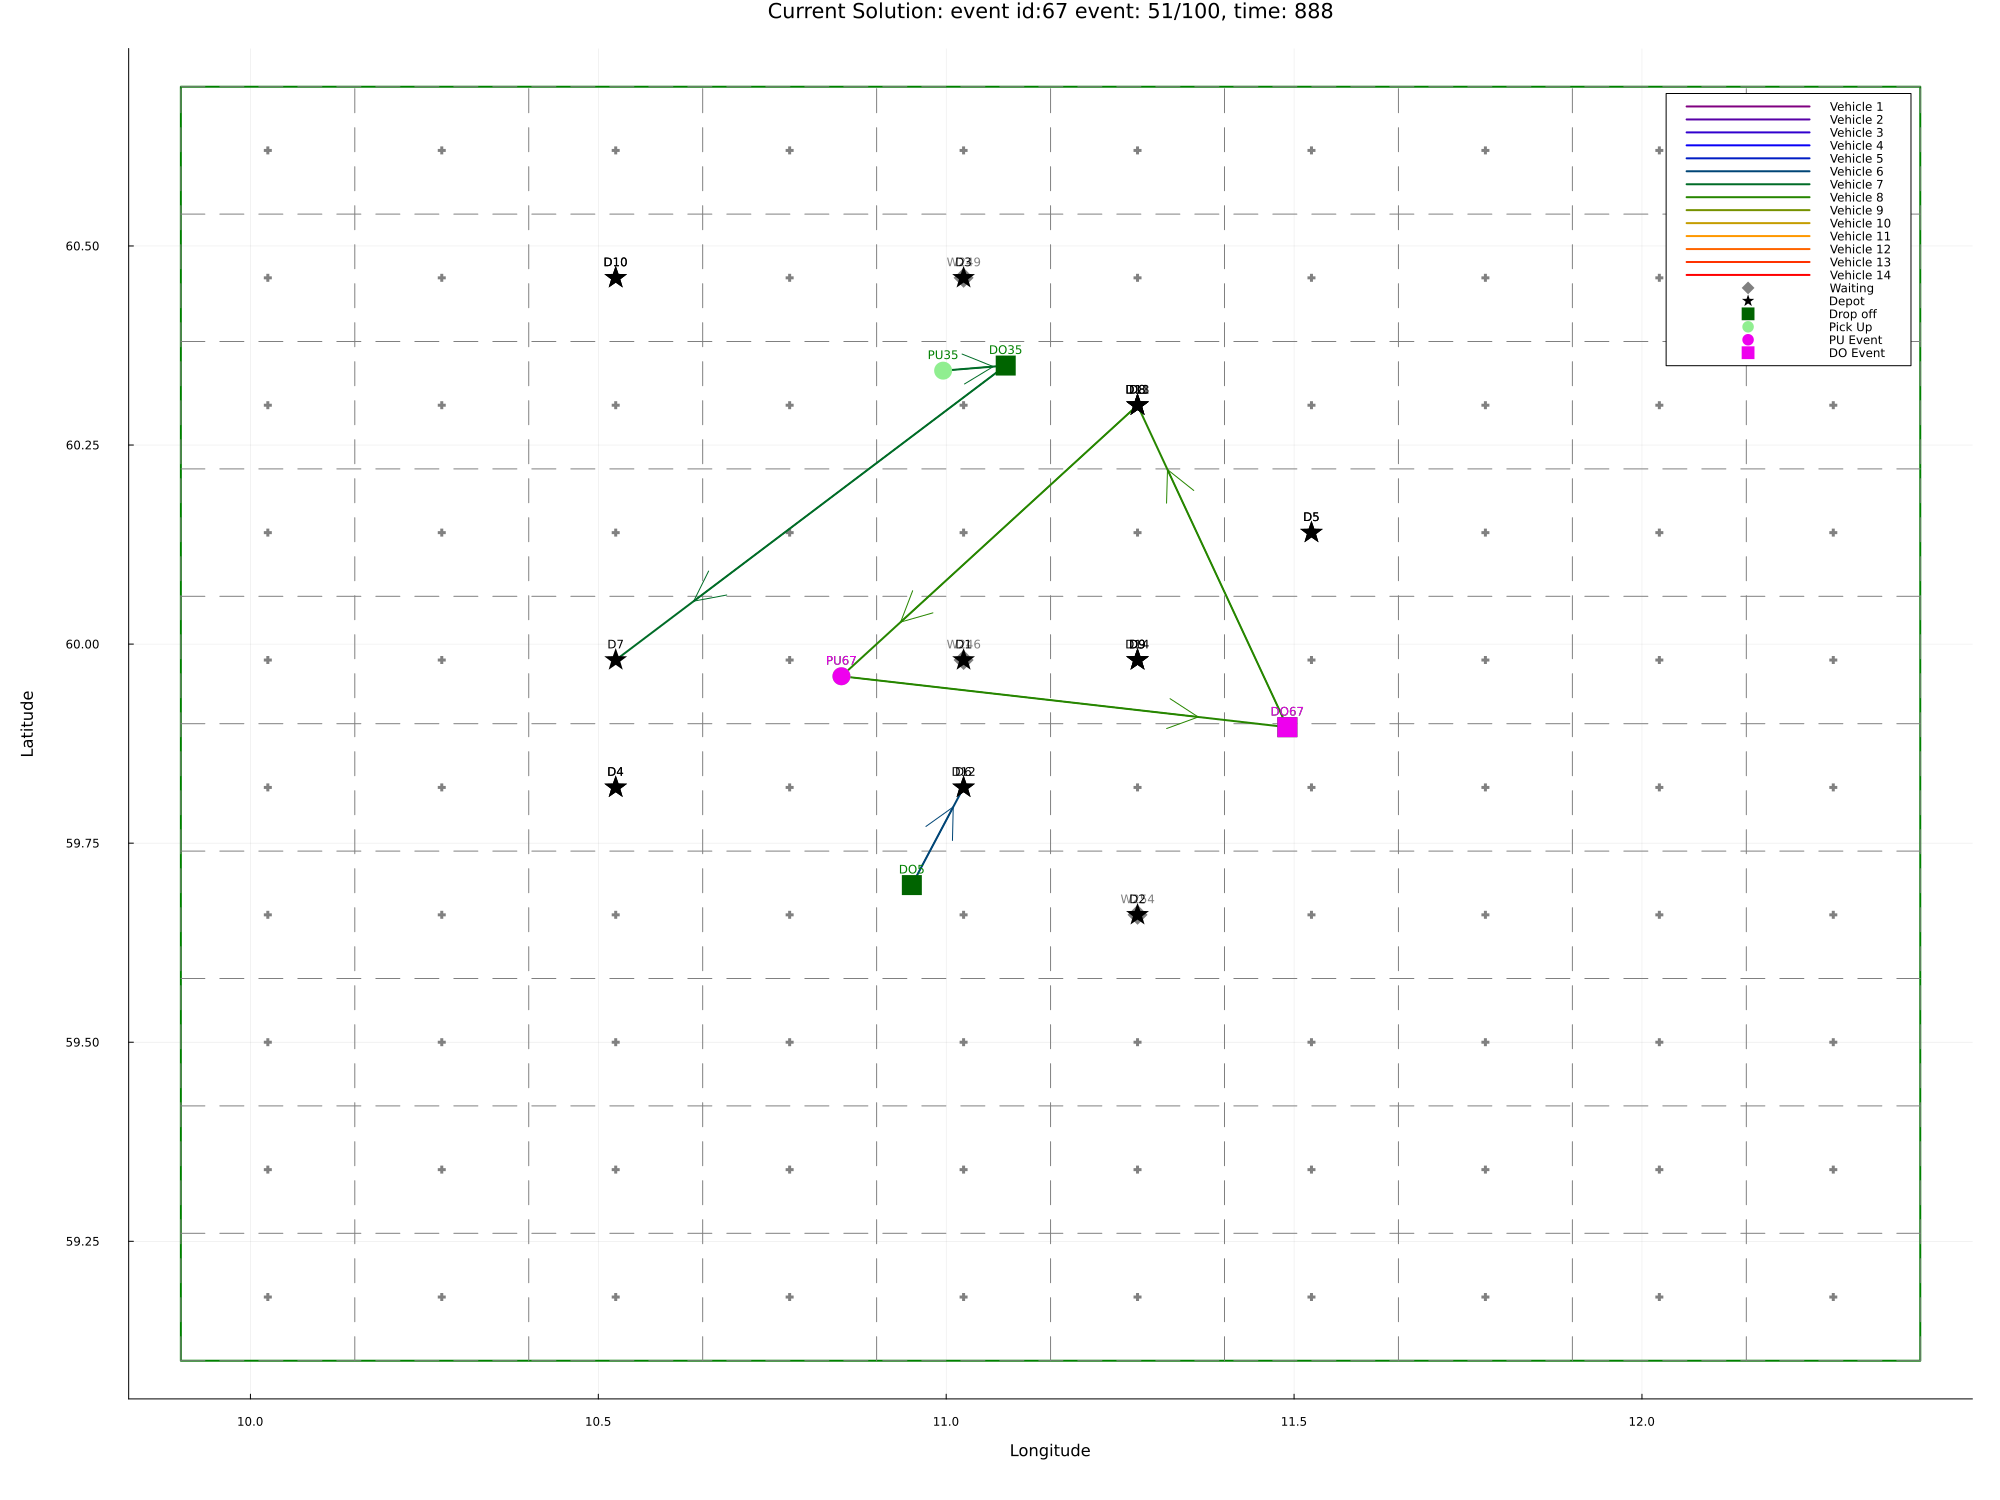 Current Solution: event id:67 event: 51/100, time: 888
Vehicle 1
Vehicle 2
Vehicle 3
Vehicle 4
Vehicle 5
Vehicle 6
Vehicle 7
Vehicle 8
Vehicle 9
Vehicle 10
Vehicle 11
Vehicle 12
Vehicle 13
Vehicle 14
Waiting
Depot
Drop off
Pick Up
PU Event
DO Event
60.50
D10
D3
PU35
DO35
60.25
D5
60.00
D7
D1
PU67
DO67
D4
59.75
DO5
D2
59.50
59.25
10.0
10.5
11.0
11.5
12.0
Longitude
Latitude